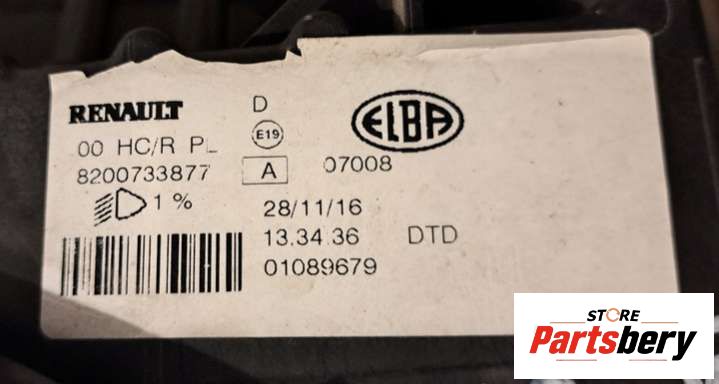 RENAULT D
E19
ELBA
00 HC/R PL
8200733877 A 07008
1 %
28/11/16
13.34.36 DTD
01089679
STORE
Partsbery